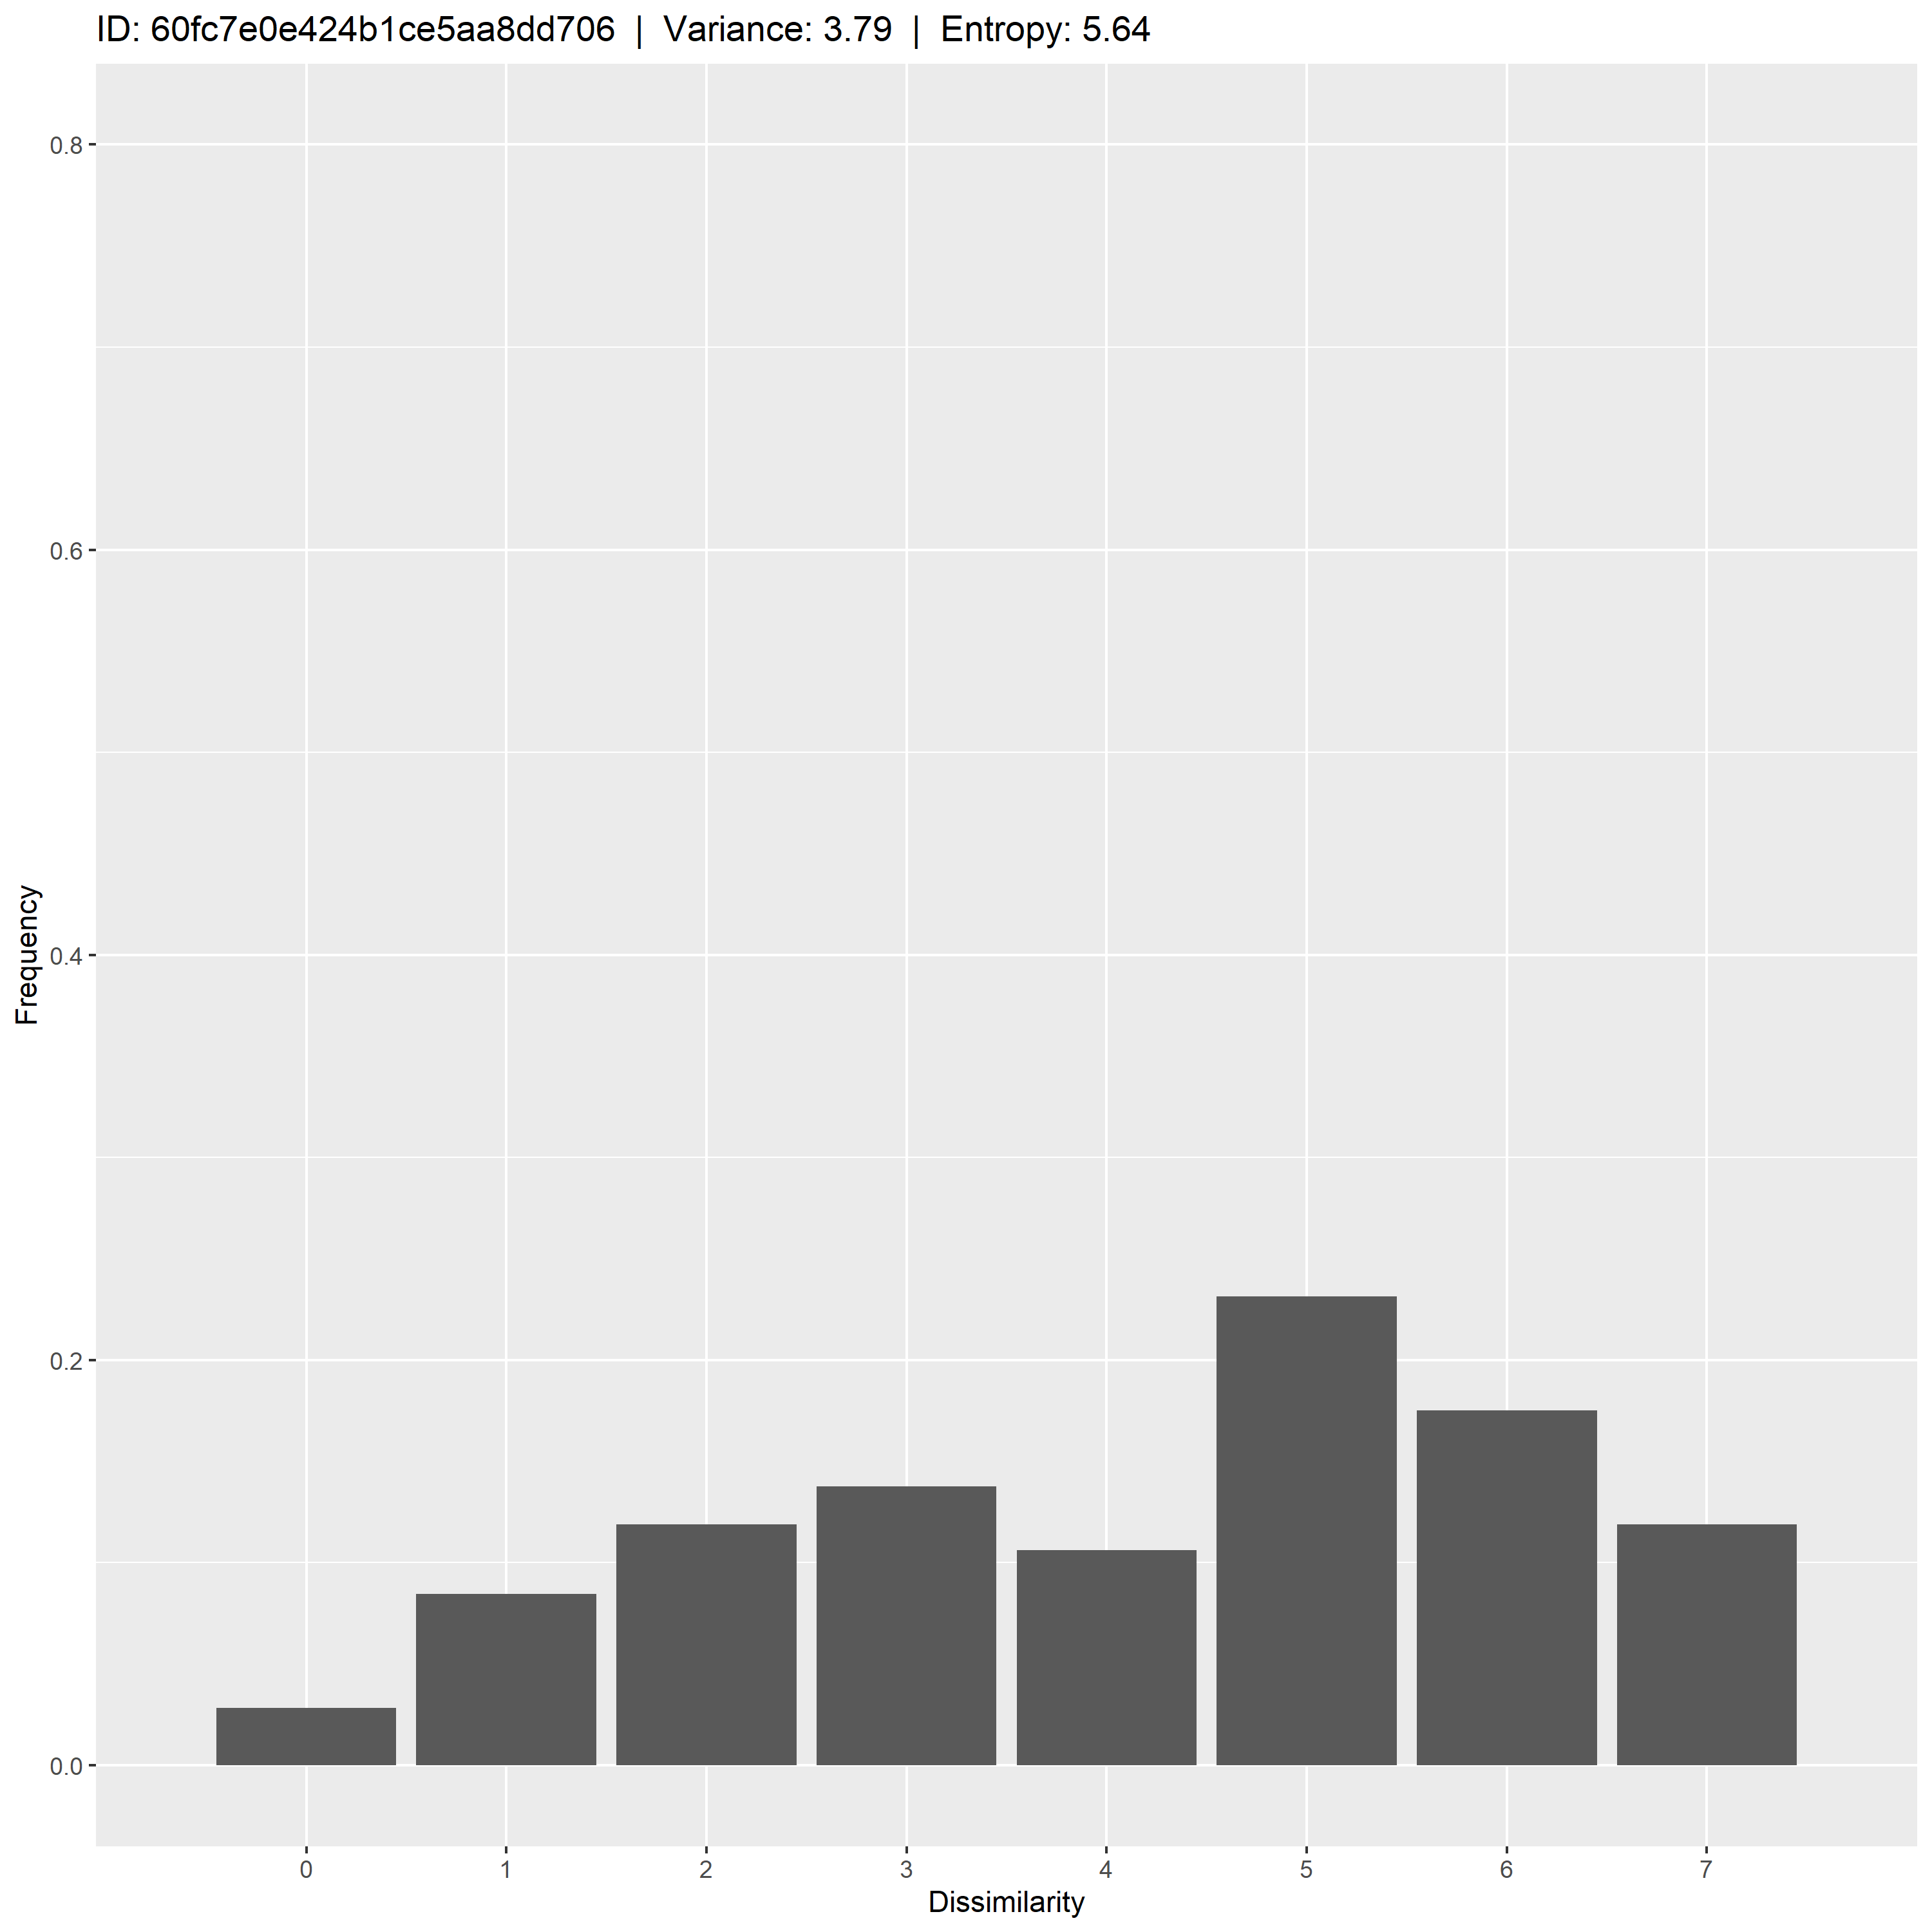 ID: 60fc7e0e424b1ce5aa8dd706 | Variance: 3.79 | Entropy: 5.64
0.8
0.6
0.4
0.2
0.0
Frequency
0 1 2 3 4 5 6 7
Dissimilarity